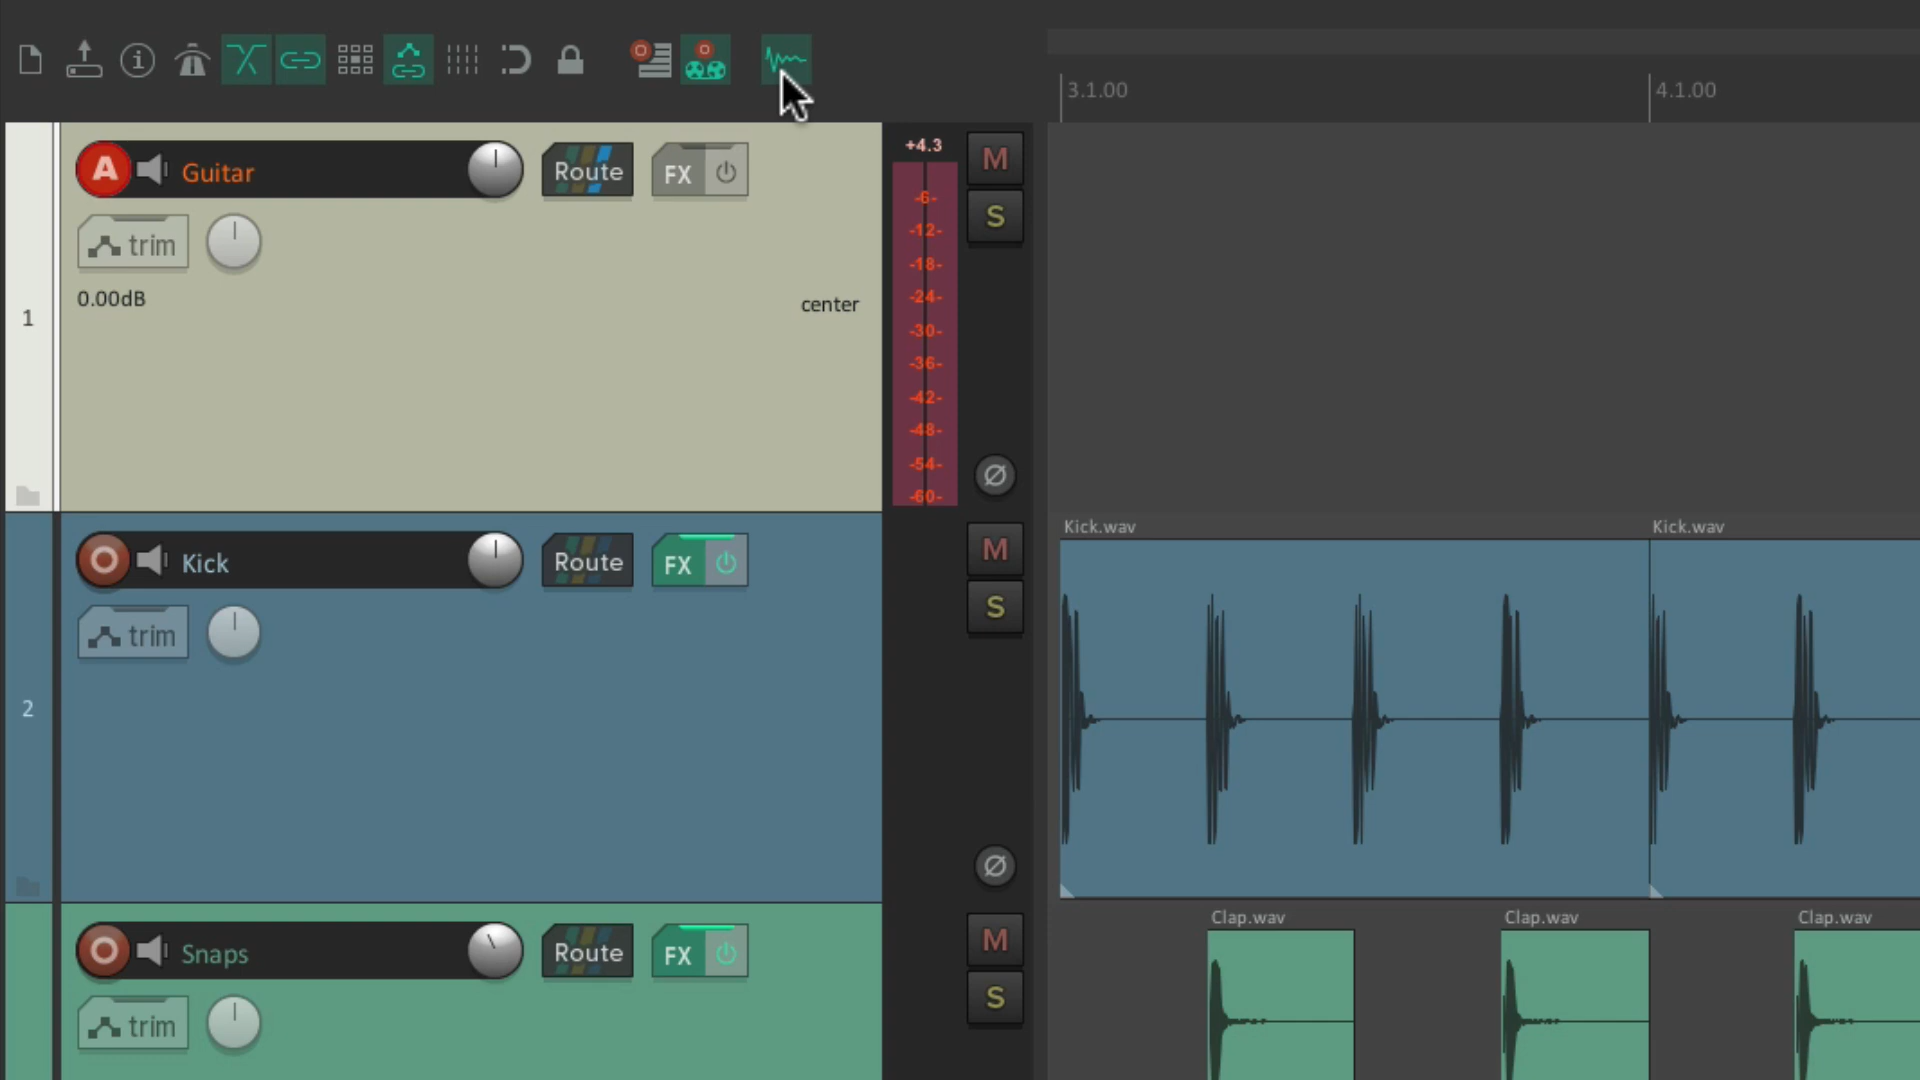 3.1.00
4.1.00
A
Guitar
Route
FX
+4.3
M
-6-
-12-
-18-
-24-
-30-
-36-
-42-
-48-
-54-
-60-
S
trim
0.00dB
center
1
Kick.wav
Kick.wav
Kick
Route
FX
M
S
trim
2
Clap.wav
Clap.wav
Clap.wav
Snaps
Route
FX
M
S
trim